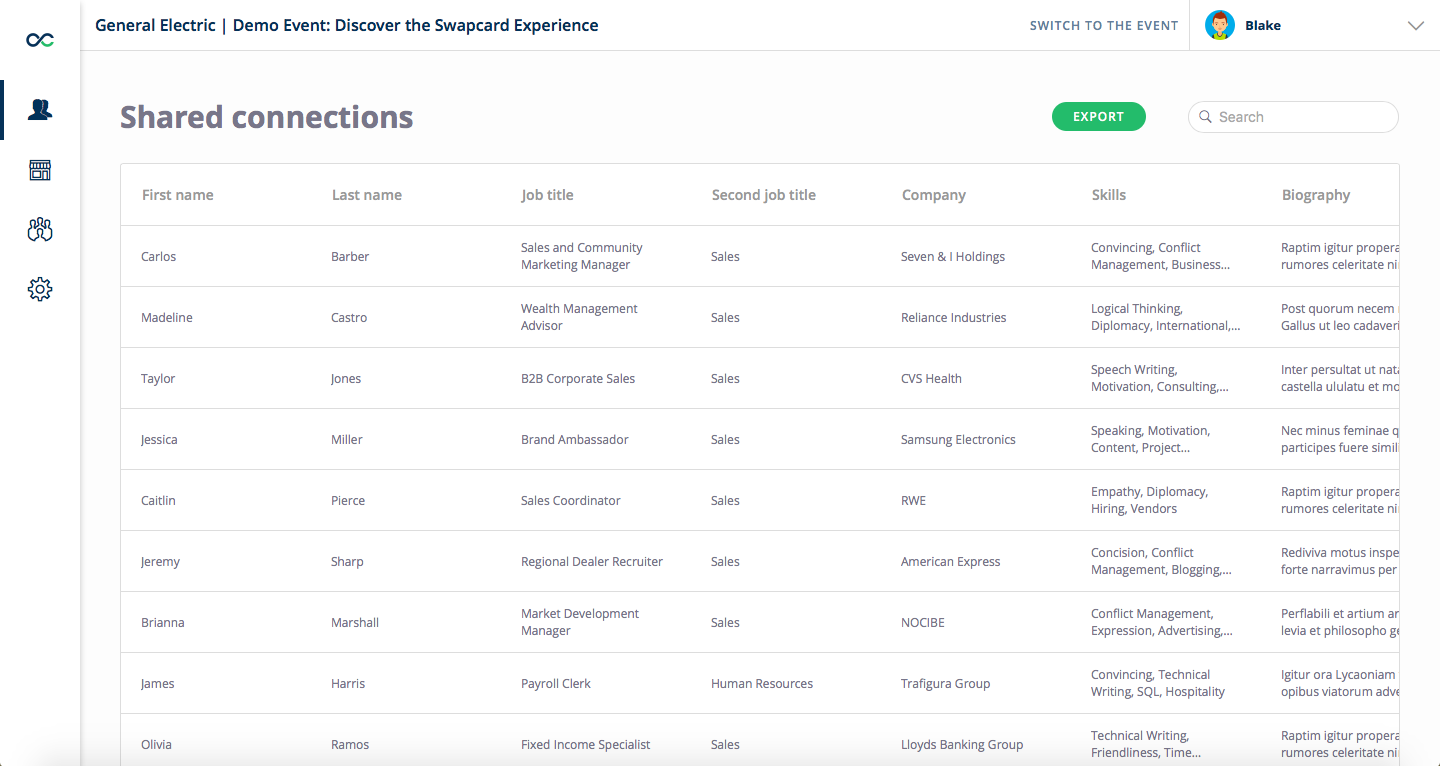 General Electric | Demo Event: Discover the Swapcard Experience
SWITCH TO THE EVENT
Blake
Shared connections
EXPORT
Search
First name Last name Job title Second job title Company Skills Biography
Carlos Barber Sales and Community Marketing Manager Sales Seven & I Holdings Convincing, Conflict Management, Business... Raptim igitur propera rumores celeritate ni
Madeline Castro Wealth Management Advisor Sales Reliance Industries Logical Thinking, Diplomacy, International,... Post quorum necem Gallus ut leo cadaveri
Taylor Jones B2B Corporate Sales Sales CVS Health Speech Writing, Motivation, Consulting,... Inter persultat ut nata castella ululatu et mo
Jessica Miller Brand Ambassador Sales Samsung Electronics Speaking, Motivation, Content, Project... Nec minus feminae q participes fuere simili
Caitlin Pierce Sales Coordinator Sales RWE Empathy, Diplomacy, Hiring, Vendors Raptim igitur propera rumores celeritate ni
Jeremy Sharp Regional Dealer Recruiter Sales American Express Concision, Conflict Management, Blogging,... Rediviva motus inspe forte narravimus per
Brianna Marshall Market Development Manager Sales NOCIBE Conflict Management, Expression, Advertising,... Perflabili et artium ar levia et philosopho ge
James Harris Payroll Clerk Human Resources Trafigura Group Convincing, Technical Writing, SQL, Hospitality Igitur ora Lycaoniam opibus viatorum adve
Olivia Ramos Fixed Income Specialist Sales Lloyds Banking Group Technical Writing, Friendliness, Time... Raptim igitur propera rumores celeritate ni